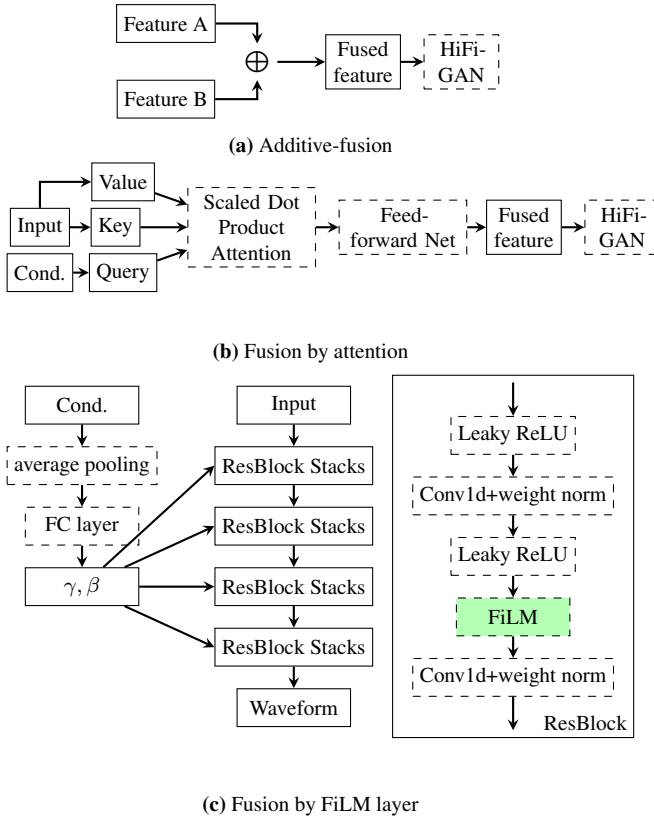 Feature A
Feature B
⊕
Fused
feature
HiFi-
GAN
(a) Additive-fusion
Input
Cond.
Value
Key
Query
Scaled Dot
Product
Attention
Feed-
forward Net
Fused
feature
HiFi-
GAN
(b) Fusion by attention
Cond.
average pooling
FC layer
γ, β
Input
ResBlock Stacks
ResBlock Stacks
ResBlock Stacks
ResBlock Stacks
Waveform
Leaky ReLU
Conv1d+weight norm
Leaky ReLU
FiLM
Conv1d+weight norm
ResBlock
(c) Fusion by FiLM layer